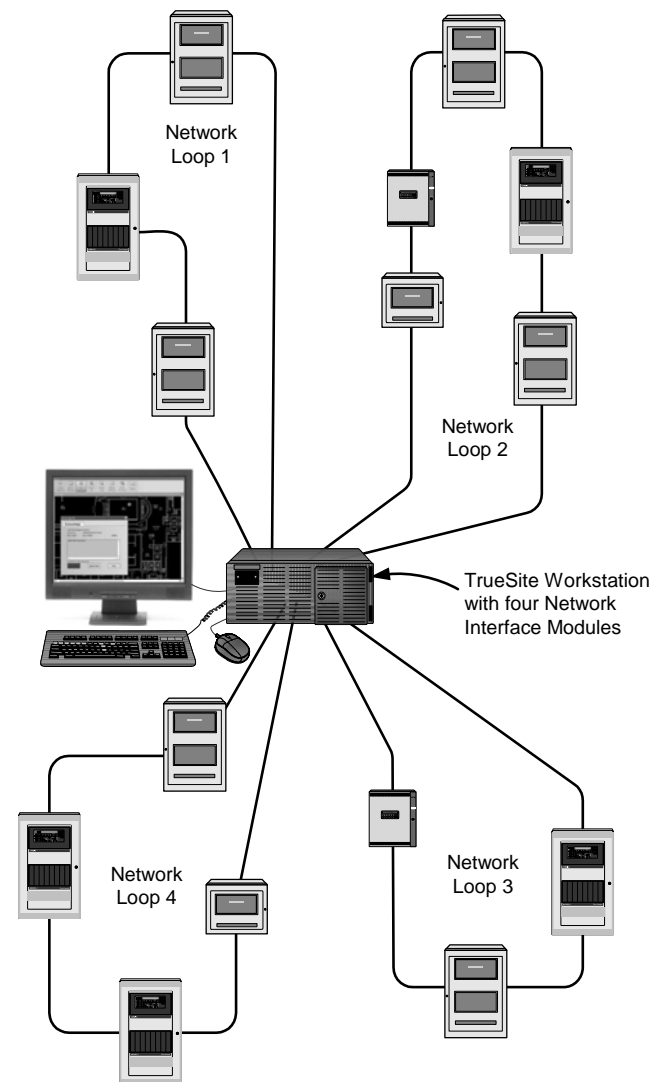 Network
Loop 1
Network
Loop 2
TrueSite Workstation
with four Network
Interface Modules
Network
Loop 4
Network
Loop 3